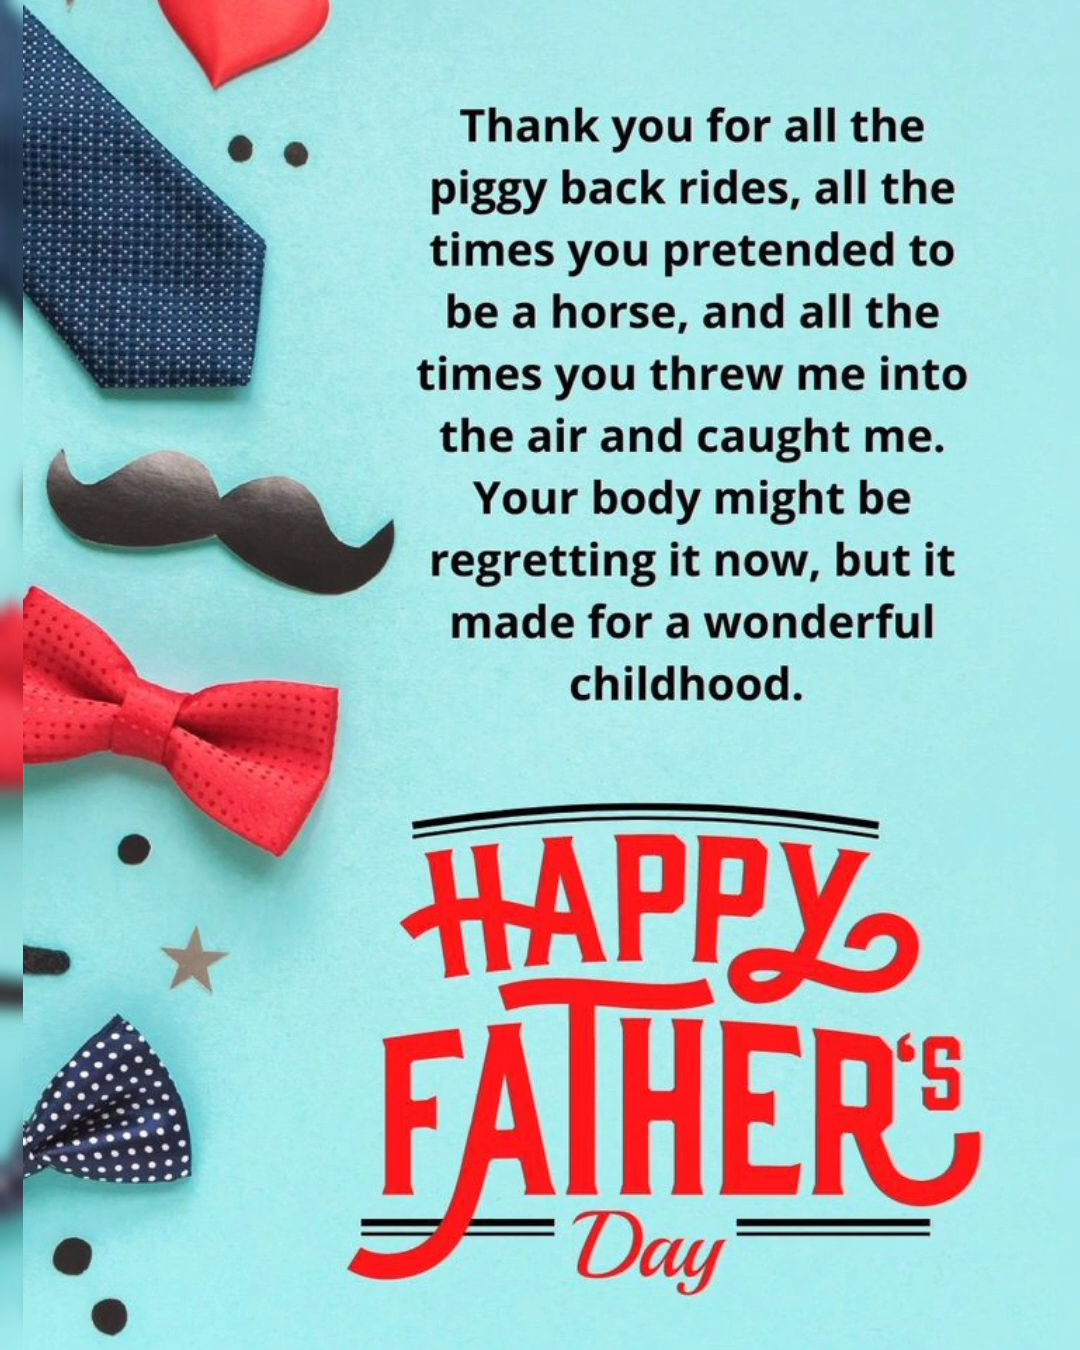 Thank you for all the
piggy back rides, all the
times you pretended to
be a horse, and all the
times you threw me into
the air and caught me.
Your body might be
regretting it now, but it
made for a wonderful
childhood.
HAPPY
FATHER‘S
Day